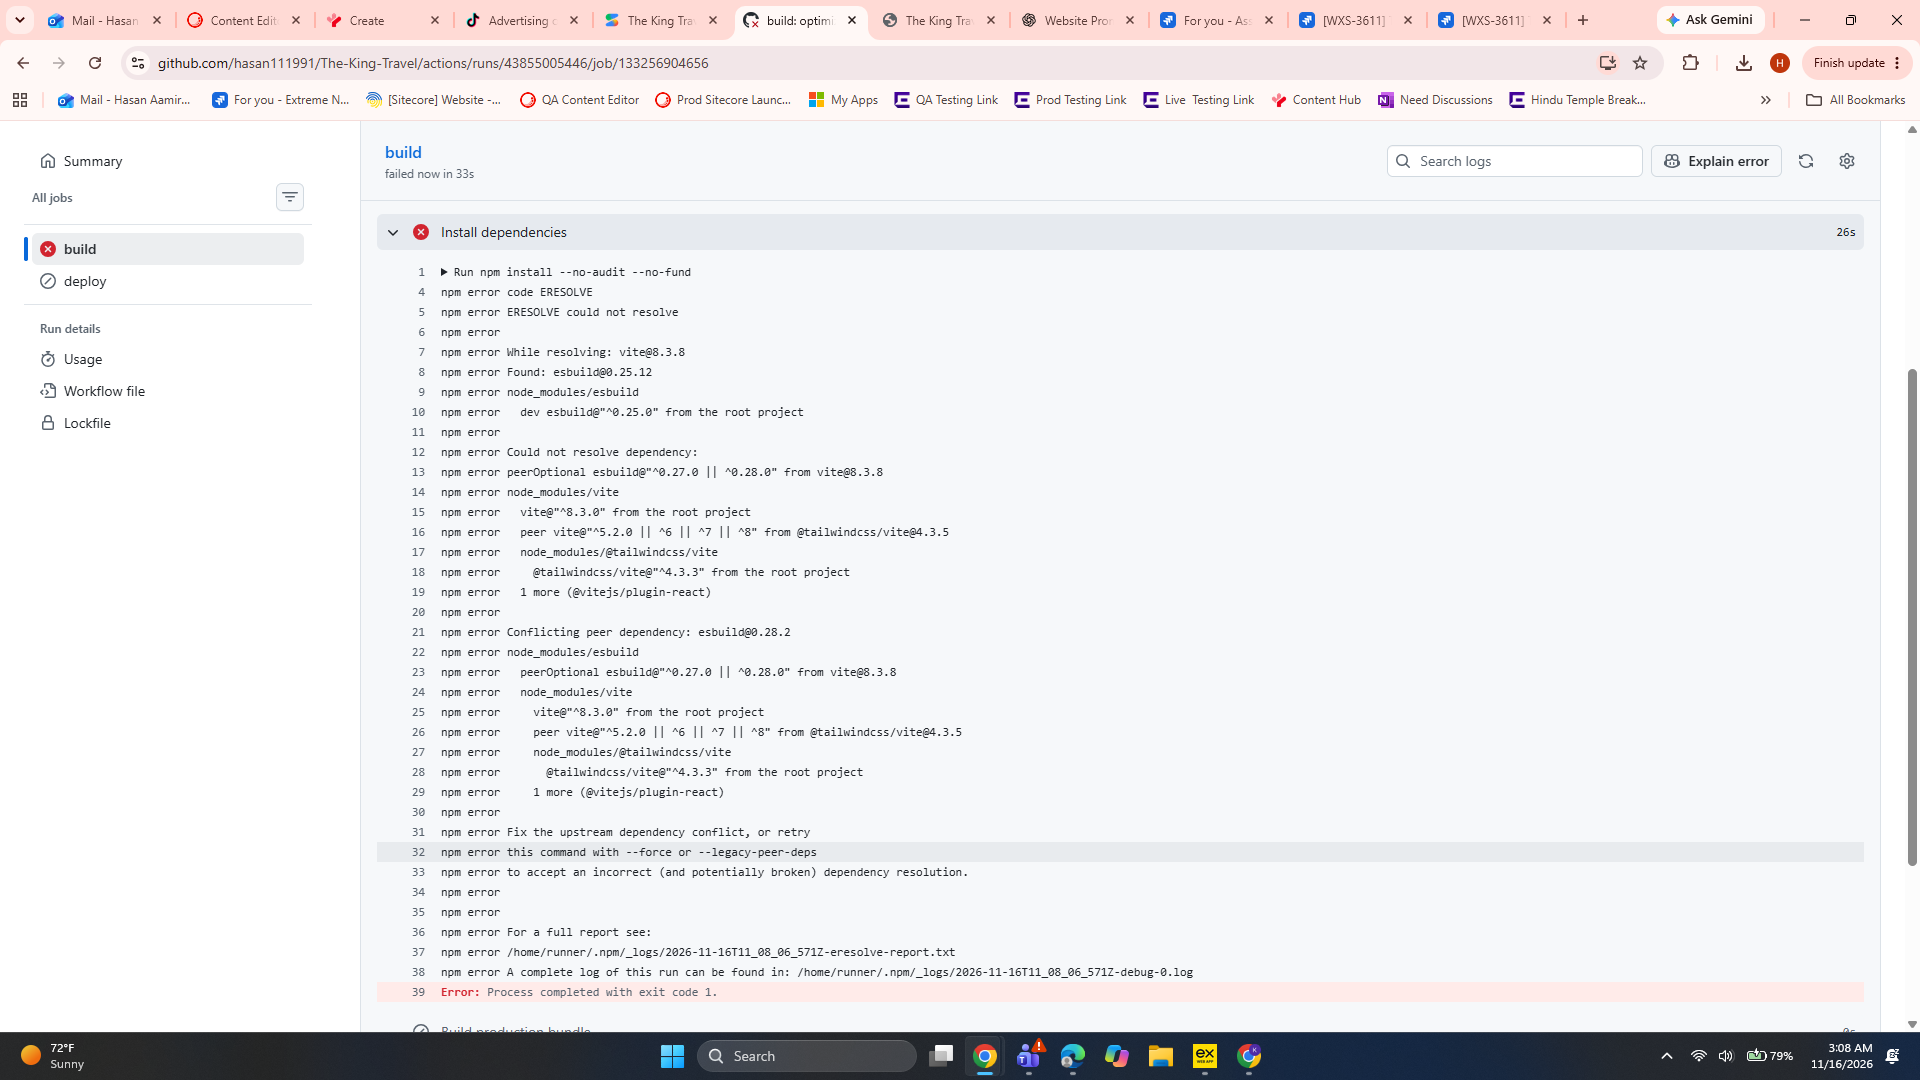 Mail - Hasan
Content Edit
Create
Advertising o
The King Tra
build: optimi
The King Tra
Website Pro
For you - Ass
[WXS-3611]
[WXS-3611]
Ask Gemini
github.com/hasan111991/The-King-Travel/actions/runs/43855005446/job/133256904656
H
Finish update
Mail - Hasan Aamir...
For you - Extreme N...
[Sitecore] Website -...
QA Content Editor
Prod Sitecore Launc...
My Apps
QA Testing Link
Prod Testing Link
Live Testing Link
Content Hub
Need Discussions
Hindu Temple Break...
All Bookmarks
Summary
All jobs
build
deploy
Run details
Usage
Workflow file
Lockfile
build
failed now in 33s
Search logs
Explain error
Install dependencies
26s
1 Run npm install --no-audit --no-fund
4 npm error code ERESOLVE
5 npm error ERESOLVE could not resolve
6 npm error
7 npm error While resolving: vite@8.3.8
8 npm error Found: esbuild@0.25.12
9 npm error node_modules/esbuild
10 npm error   dev esbuild@"^0.25.0" from the root project
11 npm error
12 npm error Could not resolve dependency:
13 npm error peerOptional esbuild@"^0.27.0 || ^0.28.0" from vite@8.3.8
14 npm error node_modules/vite
15 npm error   vite@"^8.3.0" from the root project
16 npm error   peer vite@"^5.2.0 || ^6 || ^7 || ^8" from @tailwindcss/vite@4.3.5
17 npm error   node_modules/@tailwindcss/vite
18 npm error     @tailwindcss/vite@"^4.3.3" from the root project
19 npm error   1 more (@vitejs/plugin-react)
20 npm error
21 npm error Conflicting peer dependency: esbuild@0.28.2
22 npm error node_modules/esbuild
23 npm error   peerOptional esbuild@"^0.27.0 || ^0.28.0" from vite@8.3.8
24 npm error   node_modules/vite
25 npm error     vite@"^8.3.0" from the root project
26 npm error     peer vite@"^5.2.0 || ^6 || ^7 || ^8" from @tailwindcss/vite@4.3.5
27 npm error     node_modules/@tailwindcss/vite
28 npm error       @tailwindcss/vite@"^4.3.3" from the root project
29 npm error     1 more (@vitejs/plugin-react)
30 npm error
31 npm error Fix the upstream dependency conflict, or retry
32 npm error this command with --force or --legacy-peer-deps
33 npm error to accept an incorrect (and potentially broken) dependency resolution.
34 npm error
35 npm error
36 npm error For a full report see:
37 npm error /home/runner/.npm/_logs/2026-11-16T11_08_06_571Z-eresolve-report.txt
38 npm error A complete log of this run can be found in: /home/runner/.npm/_logs/2026-11-16T11_08_06_571Z-debug-0.log
39 Error: Process completed with exit code 1.
Build production bundle
0s
72°F
Sunny
Search
79%
3:08 AM
11/16/2026